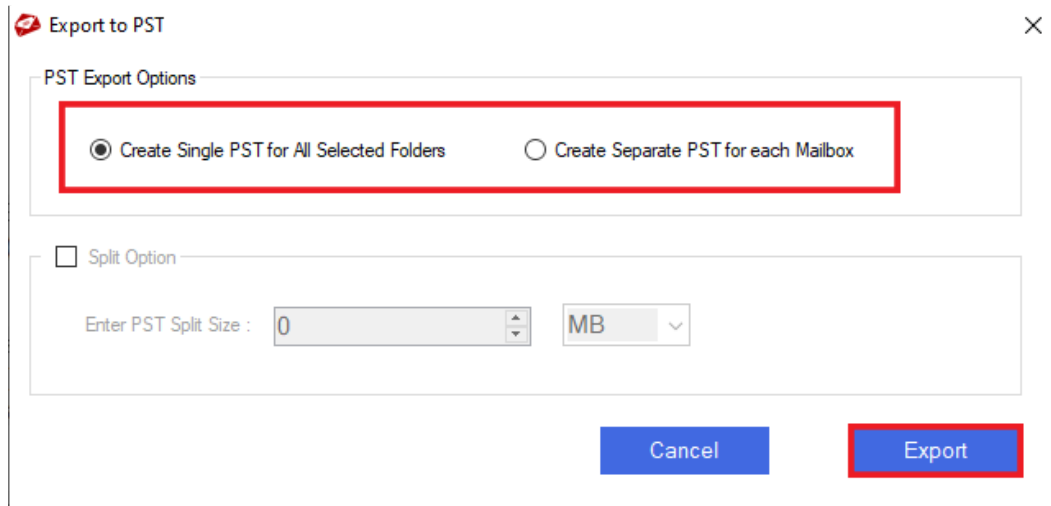 Export to PST
PST Export Options
Create Single PST for All Selected Folders
Create Separate PST for each Mailbox
Split Option
Enter PST Split Size :
0
MB
Cancel
Export